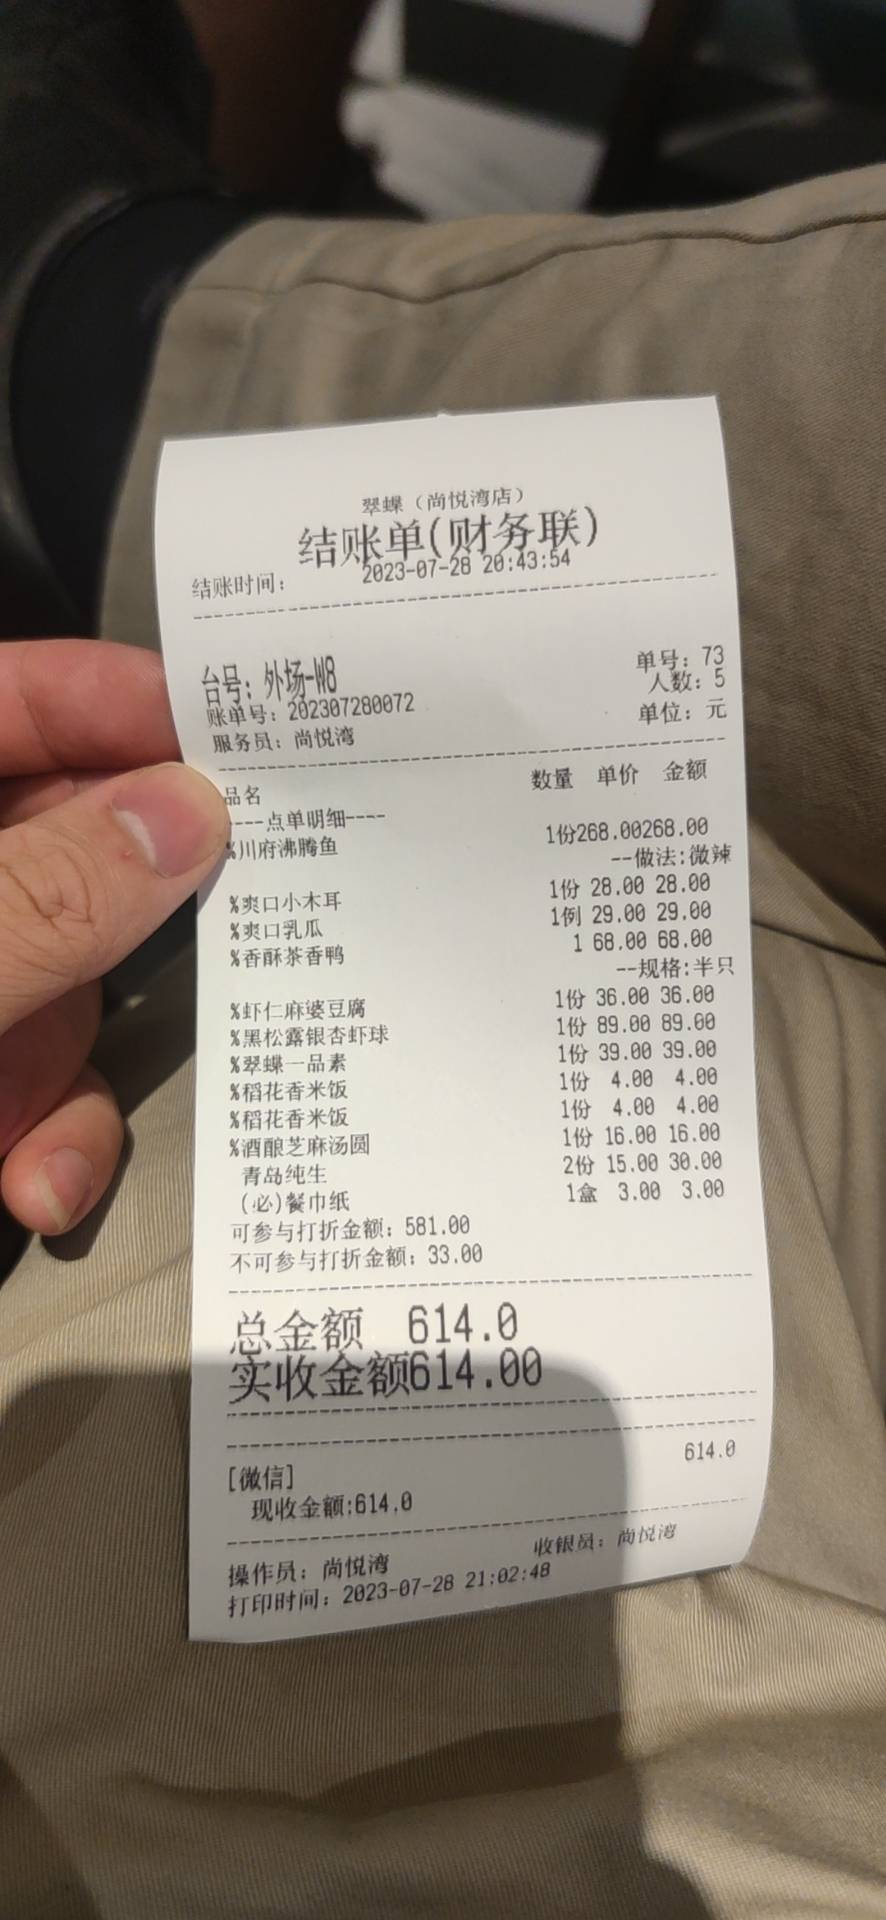 翠蝶（尚悦湾店）
结账单(财务联)
结账时间： 2023-07-28 20:43:54
台号：外场-W8 单号：73
人数：5
账单号：202307280072
单位：元
服务员：尚悦湾
品名 数量 单价 金额
----点单明细----
%川府沸腾鱼 1份268.00268.00
--做法:微辣
%爽口小木耳 1份 28.00 28.00
%爽口乳瓜 1例 29.00 29.00
%香酥茶香鸭 1 68.00 68.00
--规格:半只
%虾仁麻婆豆腐 1份 36.00 36.00
%黑松露银杏虾球 1份 89.00 89.00
%翠蝶一品素 1份 39.00 39.00
%稻花香米饭 1份 4.00 4.00
%稻花香米饭 1份 4.00 4.00
%酒酿芝麻汤圆 1份 16.00 16.00
青岛纯生 2份 15.00 30.00
(必)餐巾纸 1盒 3.00 3.00
可参与打折金额：581.00
不可参与打折金额：33.00
总金额 614.0
实收金额614.00
[微信] 614.0
现收金额:614.0
操作员：尚悦湾 收银员：尚悦湾
打印时间：2023-07-28 21:02:48